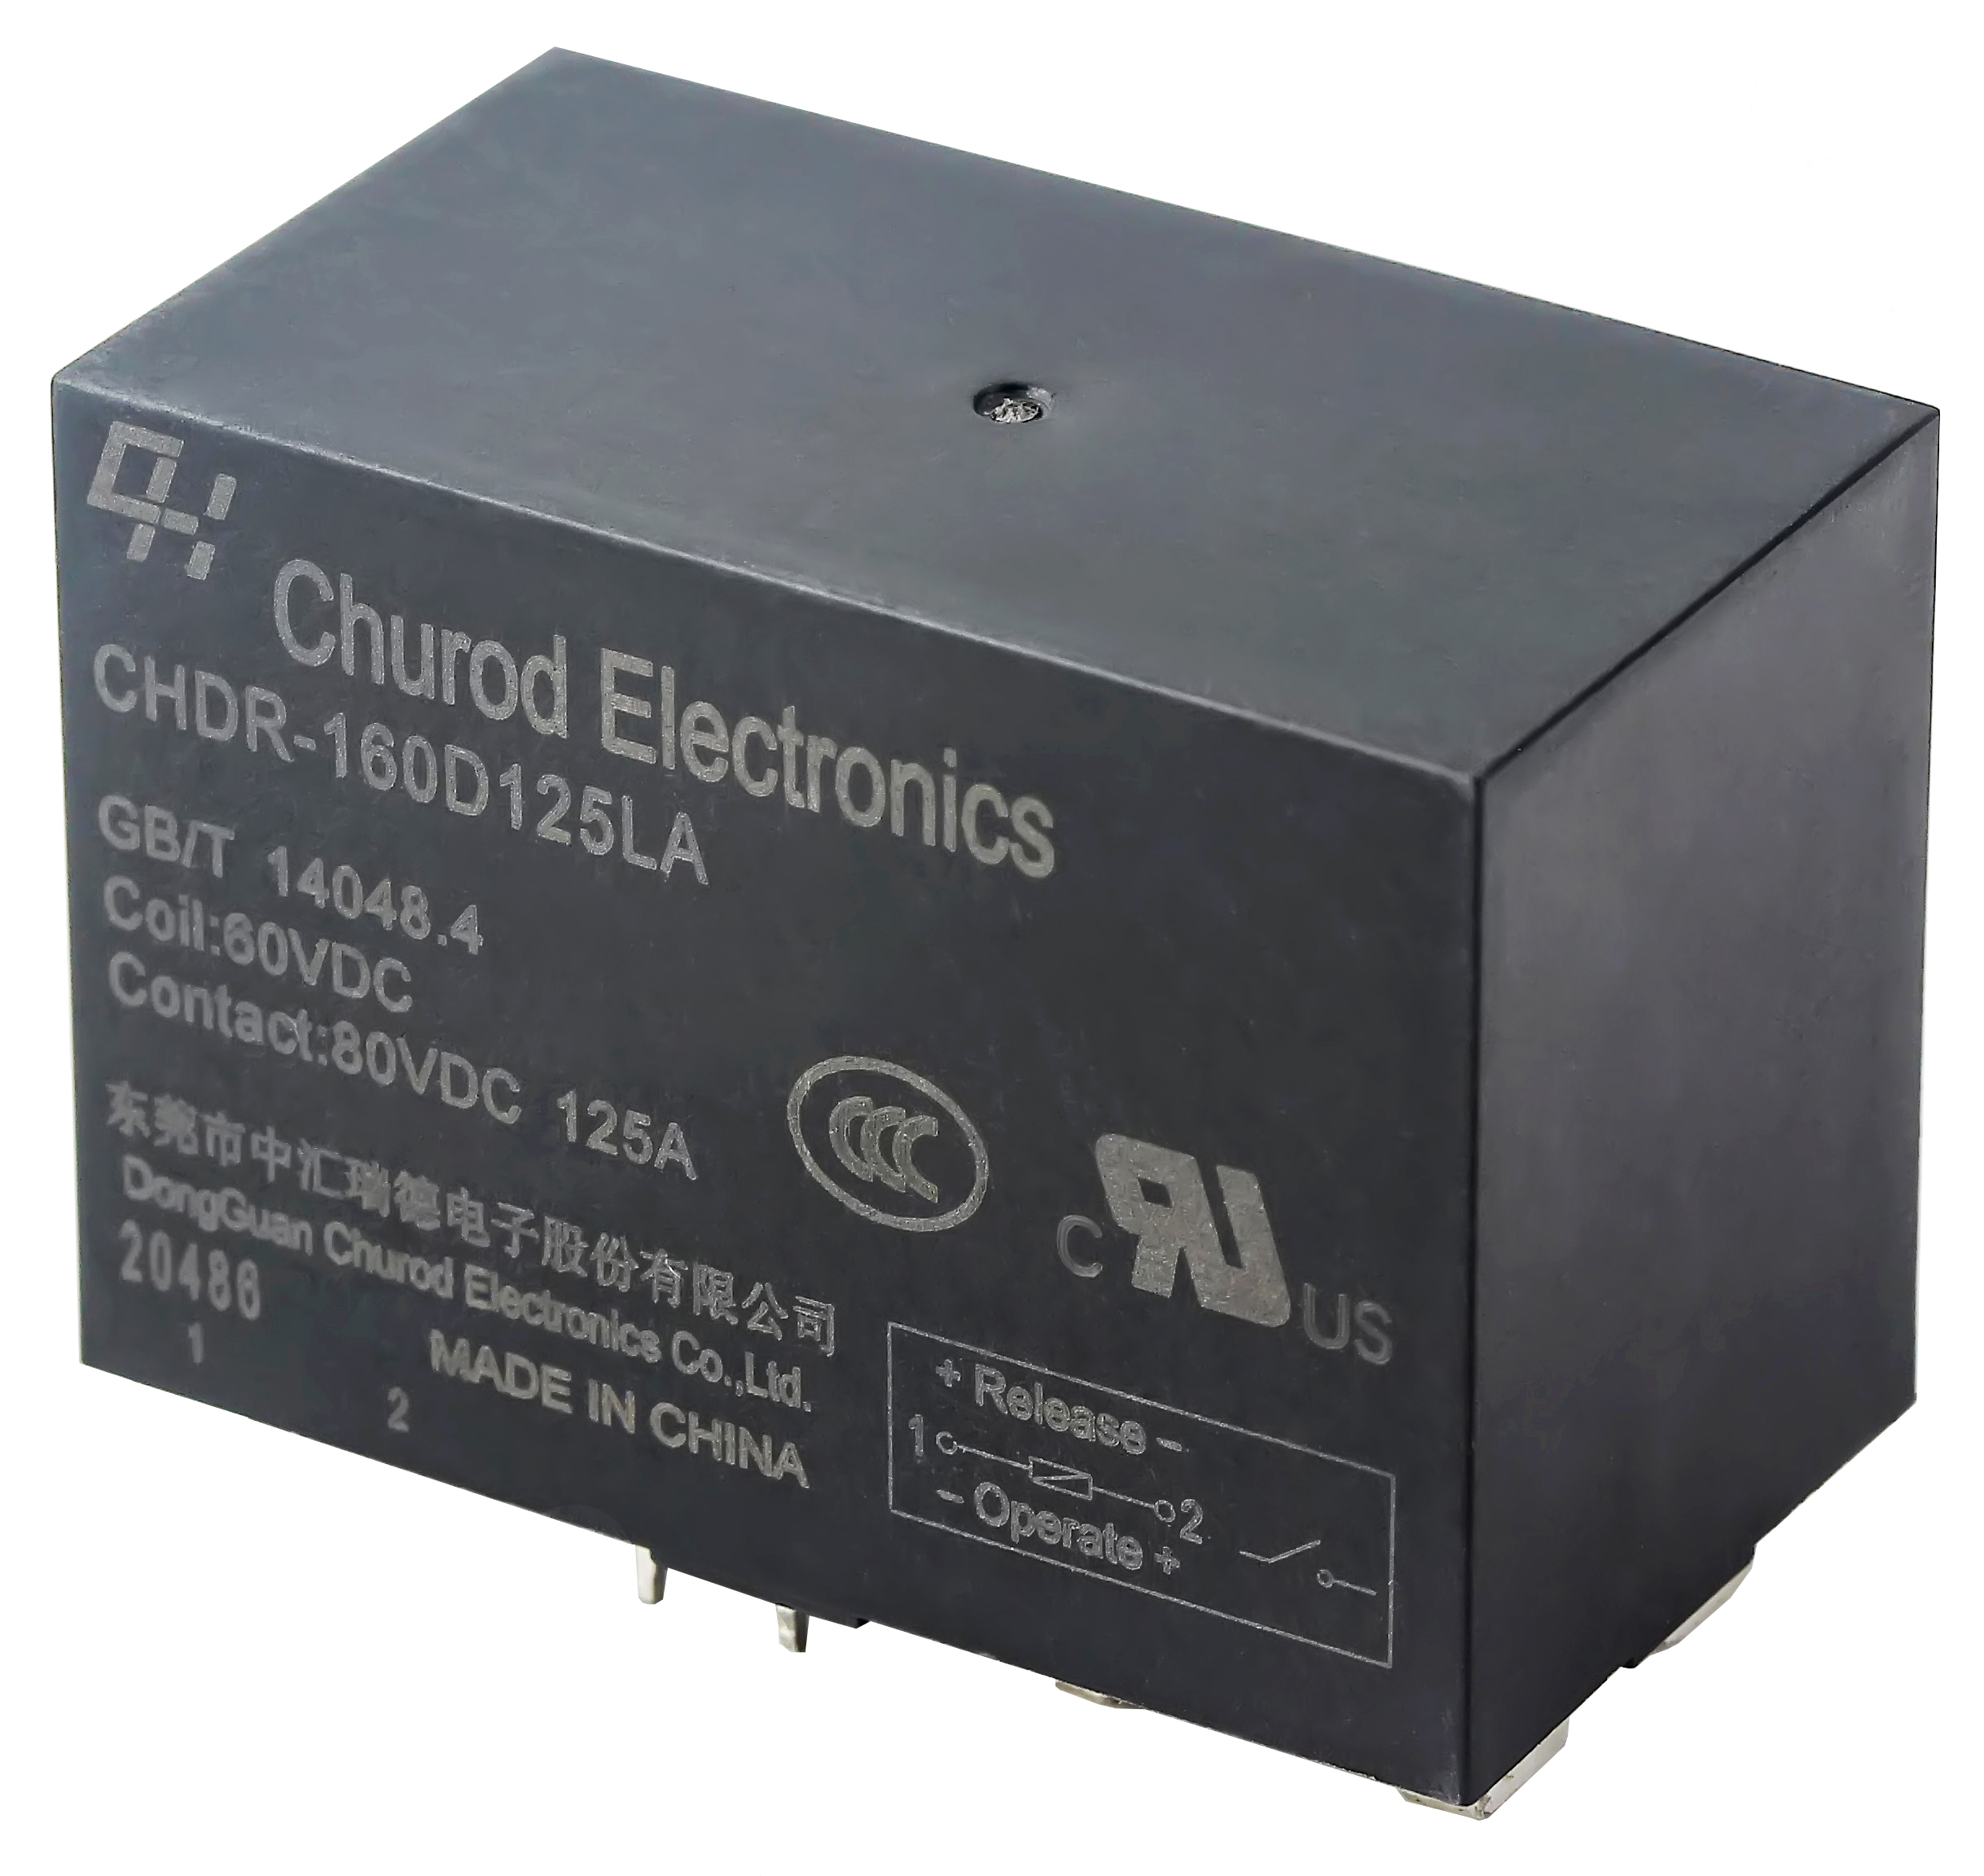 Churod Electronics
CHDR-160D125LA
GB/T 14048.4
Coil:60VDC
Contact:80VDC 125A
CCC
C RU US
东莞市中汇瑞德电子股份有限公司
DongGuan Churod Electronics Co.,Ltd.
20486
MADE IN CHINA
1
2
+ Release -
1 2
- Operate +